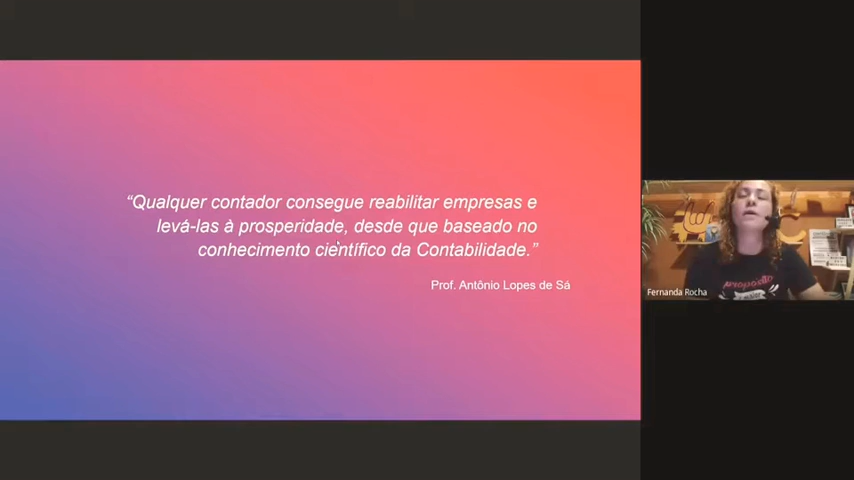 “Qualquer contador consegue reabilitar empresas e
levá-las à prosperidade, desde que baseado no
conhecimento científico da Contabilidade.”
Prof. Antônio Lopes de Sá
Fernanda Rocha